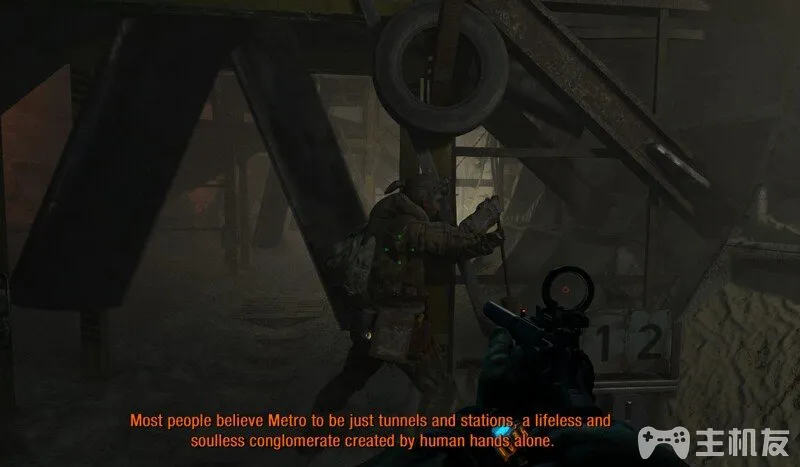 12
Most people believe Metro to be just tunnels and stations, a lifeless and
soulless conglomerate created by human hands alone.
主机友